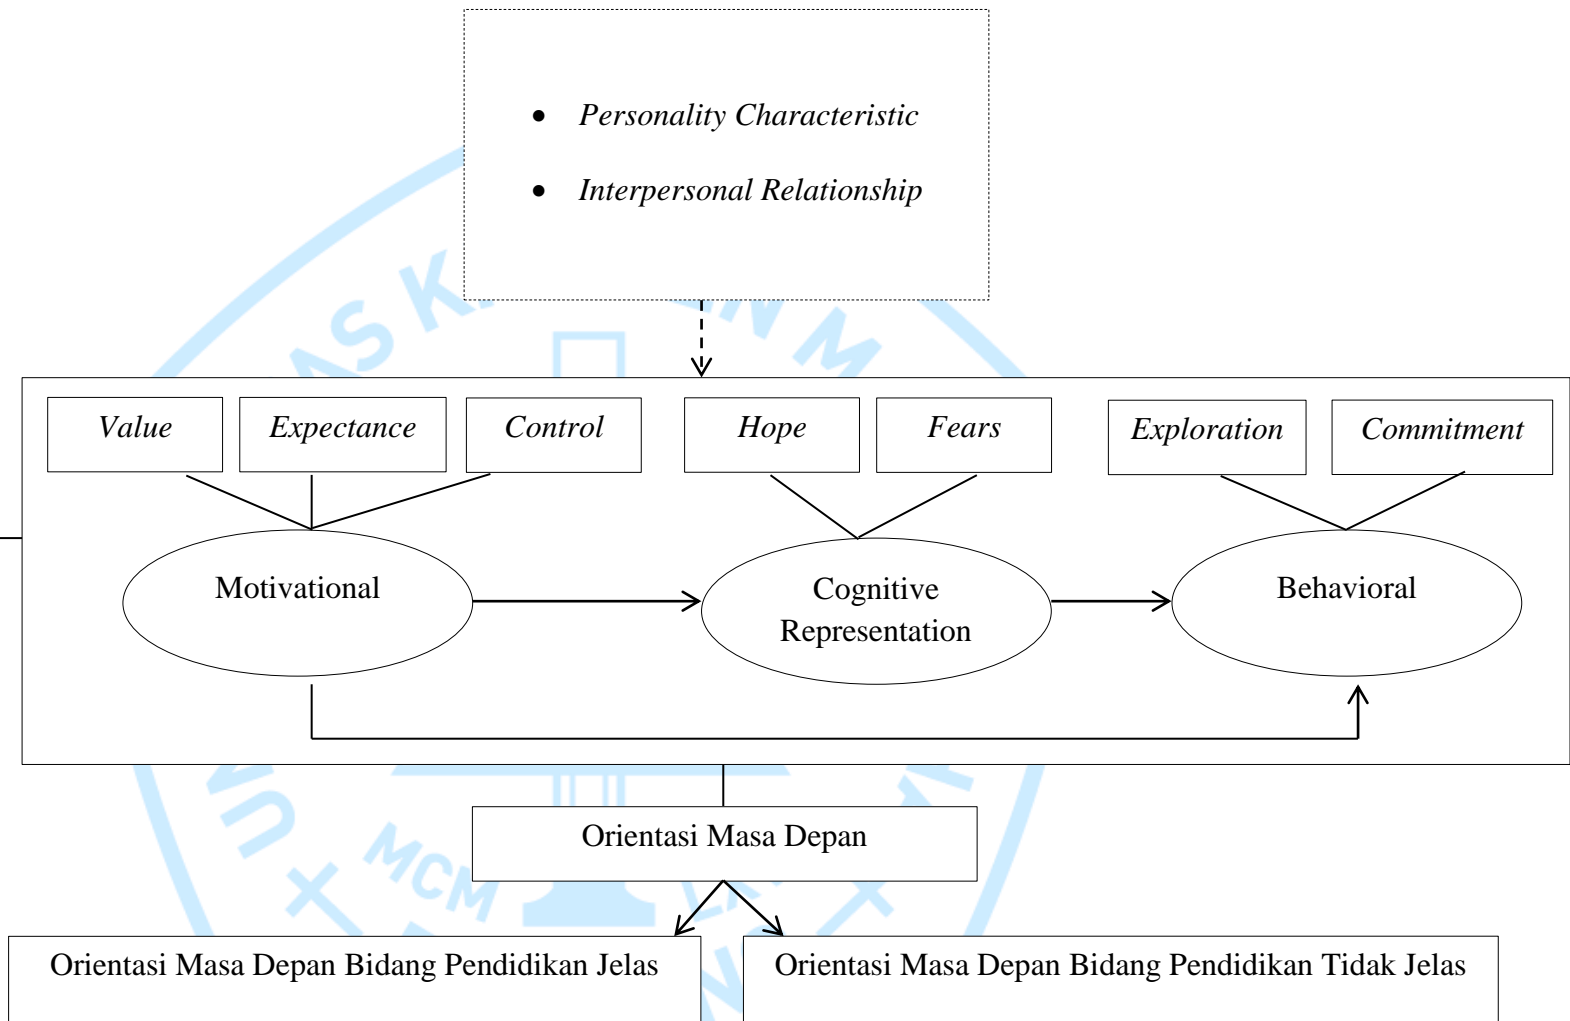 • Personality Characteristic
• Interpersonal Relationship
Value
Expectance
Control
Hope
Fears
Exploration
Commitment
Motivational
Cognitive
Representation
Behavioral
Orientasi Masa Depan
Orientasi Masa Depan Bidang Pendidikan Jelas
Orientasi Masa Depan Bidang Pendidikan Tidak Jelas
MCM